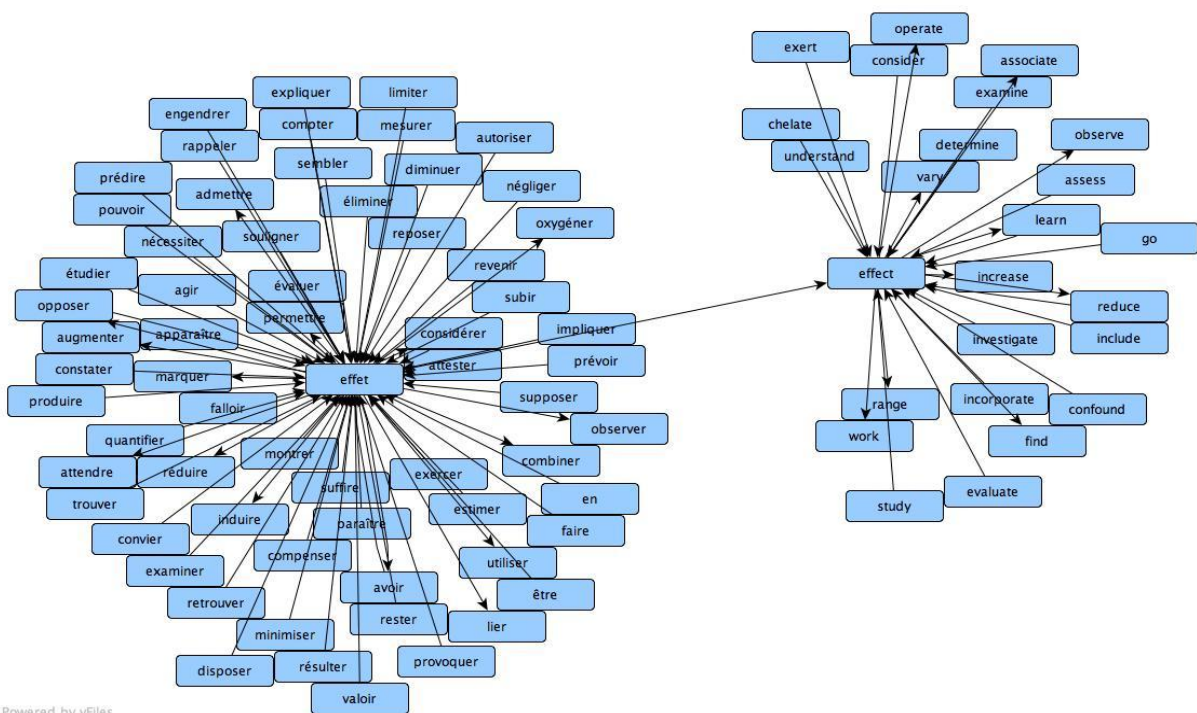 operate
exert
consider
associate
examine
expliquer
limiter
engendrer
compter
mesurer
autoriser
chelate
observe
rappeler
determine
sembler
diminuer
understand
prédire
négliger
vary
assess
admettre
éliminer
pouvoir
oxygéner
learn
souligner
reposer
nécessiter
go
revenir
étudier
effect
increase
agir
évaluer
subir
opposer
reduce
permettre
impliquer
augmenter
apparaître
considérer
investigate
include
constater
marquer
effet
attester
prévoir
produire
falloir
supposer
range
incorporate
confound
observer
quantifier
work
find
montrer
combiner
attendre
réduire
exercer
suffire
evaluate
trouver
en
study
induire
paraître
estimer
faire
convier
compenser
utiliser
examiner
avoir
être
retrouver
rester
lier
minimiser
disposer
résulter
provoquer
valoir
Powered by yFiles